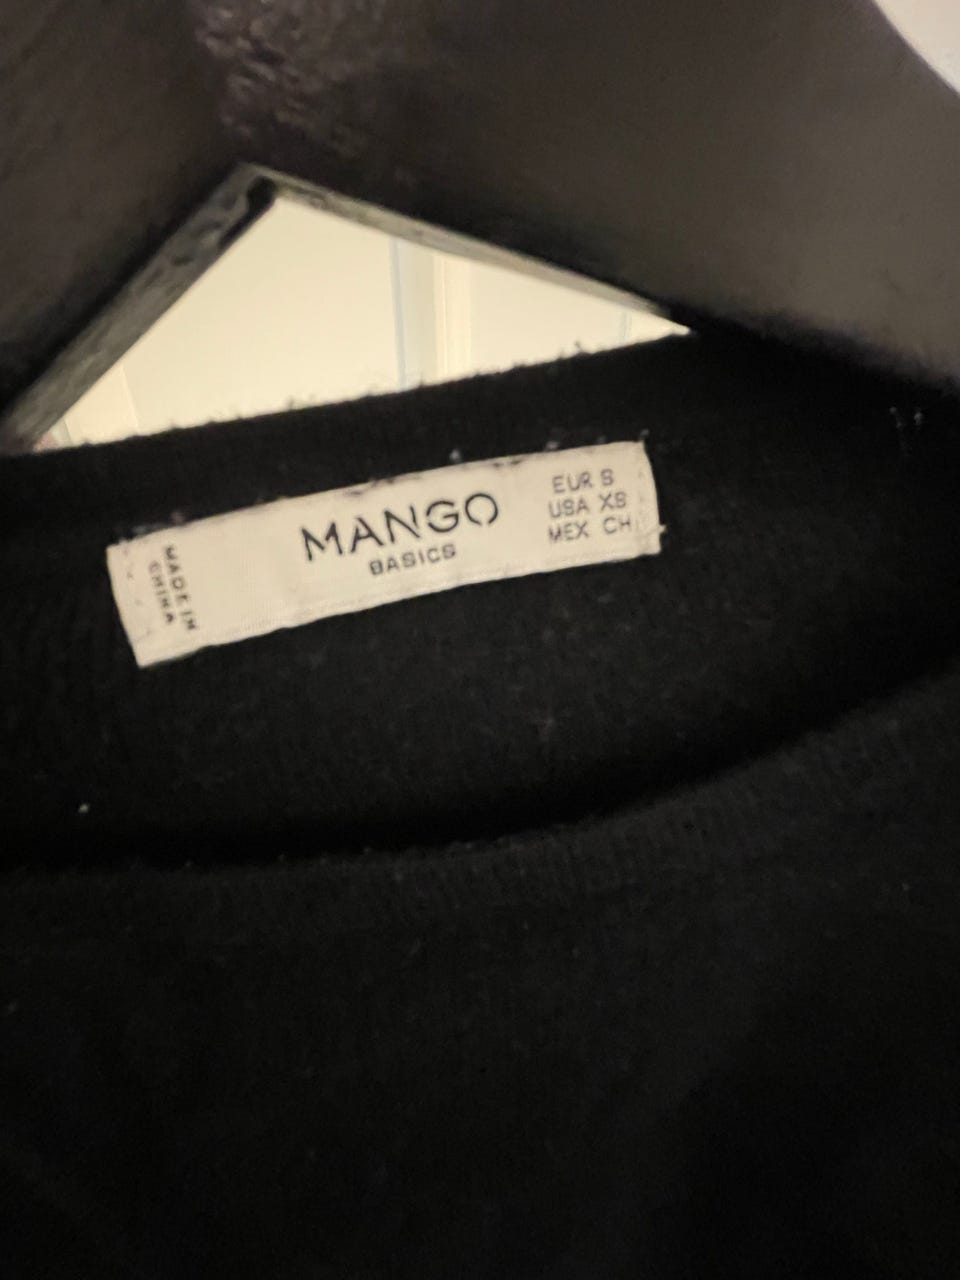 MADE IN
CHINA
MANGO
BASICS
EUR S
USA XS
MEX CH